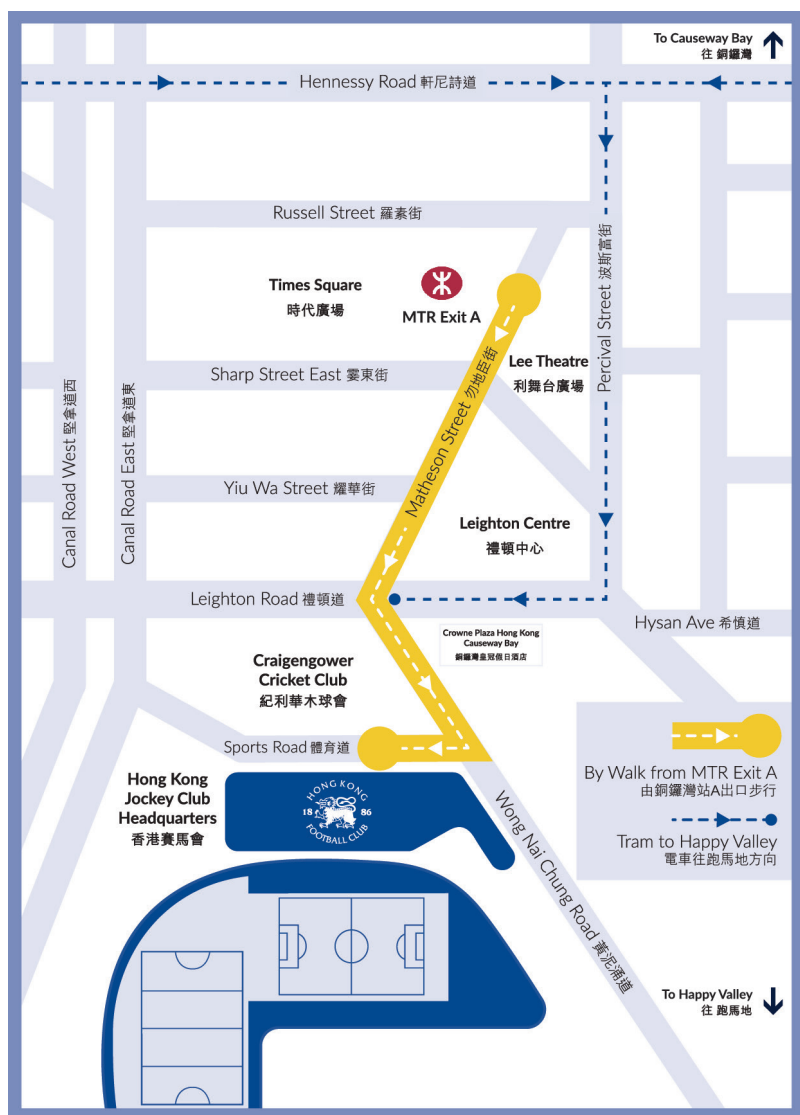 To Causeway Bay
往 銅鑼灣
Hennessy Road 軒尼詩道
Russell Street 羅素街
Percival Street 波斯富街
Times Square
時代廣場
MTR Exit A
Lee Theatre
利舞台廣場
Sharp Street East 霎東街
Matheson Street 勿地臣街
Canal Road West 堅拿道西
Canal Road East 堅拿道東
Yiu Wa Street 耀華街
Leighton Centre
禮頓中心
Leighton Road 禮頓道
Hysan Ave 希慎道
Crowne Plaza Hong Kong
Causeway Bay
銅鑼灣皇冠假日酒店
Craigengower
Cricket Club
紀利華木球會
Sports Road 體育道
Hong Kong
Jockey Club
Headquarters
香港賽馬會
HONG KONG
18 86
FOOTBALL CLUB
Wong Nai Chung Road 黃泥涌道
By Walk from MTR Exit A
由銅鑼灣站A出口步行
Tram to Happy Valley
電車往跑馬地方向
To Happy Valley
往 跑馬地